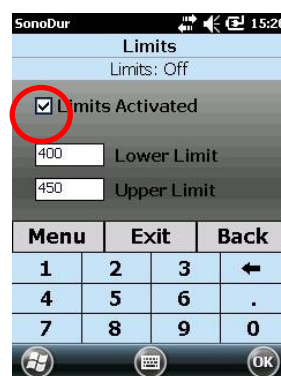 SonoDur 15:20
Limits
Limits: Off
Limits Activated
400 Lower Limit
450 Upper Limit
Menu Exit Back
1 2 3 ←
4 5 6 .
7 8 9 0
OK